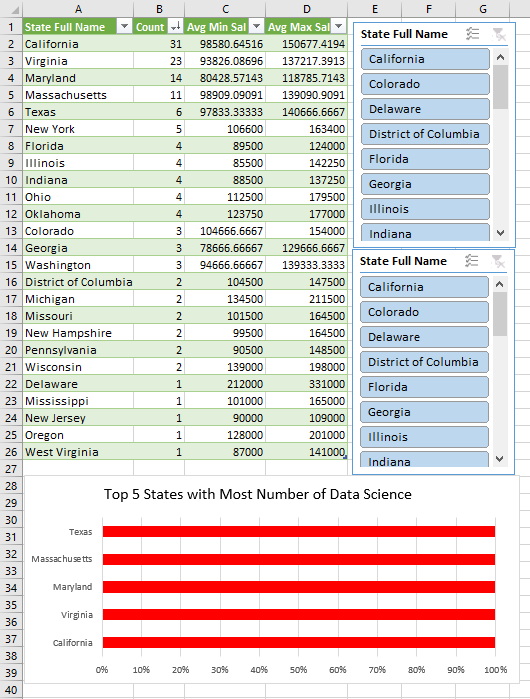 A B C D E F G
1 State Full Name Count Avg Min Sal Avg Max Sal
2 California 31 98580.64516 150677.4194
3 Virginia 23 93826.08696 137217.3913
4 Maryland 14 80428.57143 118785.7143
5 Massachusetts 11 98909.09091 139090.9091
6 Texas 6 97833.33333 140666.6667
7 New York 5 106600 163400
8 Florida 4 89500 124000
9 Illinois 4 85500 142250
10 Indiana 4 88500 137250
11 Ohio 4 112500 179500
12 Oklahoma 4 123750 177000
13 Colorado 3 104666.6667 154000
14 Georgia 3 78666.66667 129666.6667
15 Washington 3 94666.66667 139333.3333
16 District of Columbia 2 104500 147500
17 Michigan 2 134500 211500
18 Missouri 2 101500 164500
19 New Hampshire 2 99500 164500
20 Pennsylvania 2 90500 148500
21 Wisconsin 2 139000 198000
22 Delaware 1 212000 331000
23 Mississippi 1 101000 165000
24 New Jersey 1 90000 109000
25 Oregon 1 128000 201000
26 West Virginia 1 87000 141000
27
28
29
30
31
32
33
34
35
36
37
38
39
40
State Full Name
California
Colorado
Delaware
District of Columbia
Florida
Georgia
Illinois
Indiana
State Full Name
California
Colorado
Delaware
District of Columbia
Florida
Georgia
Illinois
Indiana
Top 5 States with Most Number of Data Science
Texas
Massachusetts
Maryland
Virginia
California
0% 10% 20% 30% 40% 50% 60% 70% 80% 90% 100%